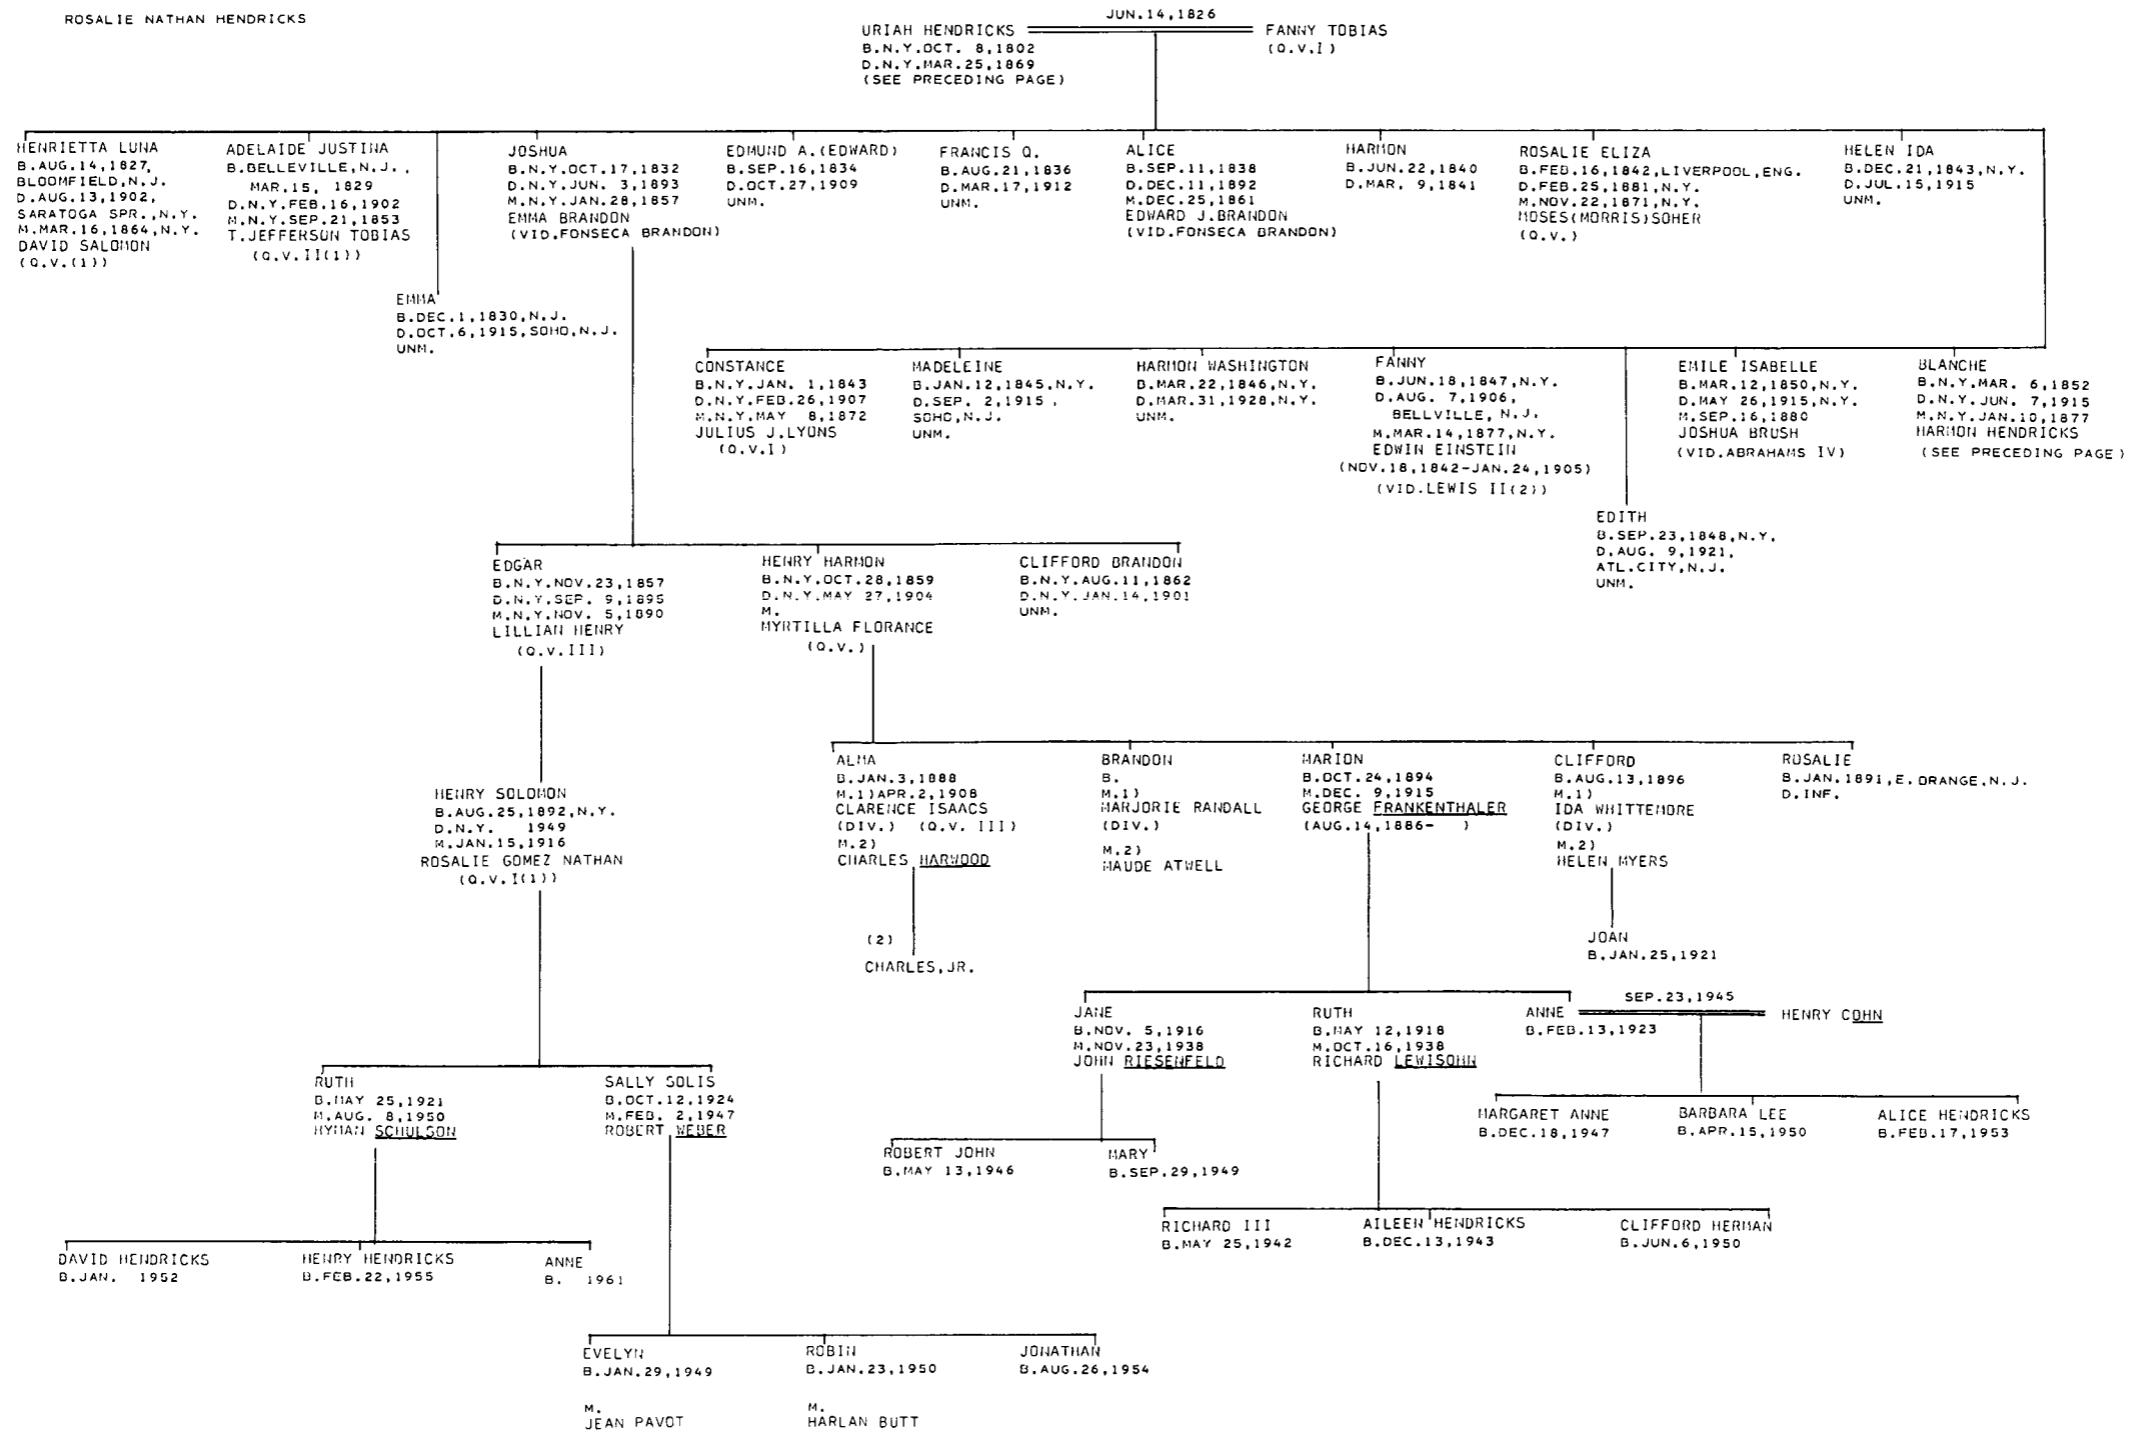 ROSALIE NATHAN HENDRICKS
JUN.14,1826
URIAH HENDRICKS
B.N.Y.OCT. 8,1802
D.N.Y.MAR.25,1869
(SEE PRECEDING PAGE)
FANNY TOBIAS
(Q.V.I)
HENRIETTA LUNA
B.AUG.14,1827,
BLOOMFIELD,N.J.
D.AUG.13,1902,
SARATOGA SPR.,N.Y.
M.MAR.16,1864,N.Y.
DAVID SALOMON
(Q.V.(1))
ADELAIDE JUSTINA
B.BELLEVILLE,N.J.,
MAR.15, 1829
D.N.Y.FEB.16,1902
M.N.Y.SEP.21,1853
T.JEFFERSON TOBIAS
(Q.V.II(1))
EMMA
B.DEC.1,1830,N.J.
D.OCT.6,1915,SOHO,N.J.
UNM.
JOSHUA
B.N.Y.OCT.17,1832
D.N.Y.JUN. 3,1893
M.N.Y.JAN.28,1857
EMMA BRANDON
(VID.FONSECA BRANDON)
EDMUND A.(EDWARD)
B.SEP.16,1834
D.OCT.27,1909
UNM.
FRANCIS Q.
B.AUG.21,1836
D.MAR.17,1912
UNM.
ALICE
B.SEP.11,1838
D.DEC.11,1892
M.DEC.25,1861
EDWARD J.BRANDON
(VID.FONSECA BRANDON)
HARMON
B.JUN.22,1840
D.MAR. 9,1841
ROSALIE ELIZA
B.FEB.16,1842,LIVERPOOL,ENG.
D.FEB.25,1881,N.Y.
M.NOV.22,1871,N.Y.
MOSES(MORRIS)SOHER
(Q.V.)
HELEN IDA
B.DEC.21,1843,N.Y.
D.JUL.15,1915
UNM.
CONSTANCE
B.N.Y.JAN. 1,1843
D.N.Y.FEB.26,1907
M.N.Y.MAY 8,1872
JULIUS J.LYONS
(Q.V.I)
MADELEINE
B.JAN.12,1845,N.Y.
D.SEP. 2,1915,
SOHO,N.J.
UNM.
HARMON WASHINGTON
B.MAR.22,1846,N.Y.
D.MAR.31,1928,N.Y.
UNM.
FANNY
B.JUN.18,1847,N.Y.
D.AUG. 7,1906,
BELLVILLE, N.J.
M.MAR.14,1877,N.Y.
EDWIN EINSTEIN
(NOV.18,1842-JAN.24,1905)
(VID.LEWIS II(2))
EDITH
B.SEP.23,1848,N.Y.
D.AUG. 9,1921,
ATL.CITY,N.J.
UNM.
EMILE ISABELLE
B.MAR.12,1850,N.Y.
D.MAY 26,1915,N.Y.
M.SEP.16,1880
JOSHUA BRUSH
(VID.ABRAHAMS IV)
BLANCHE
B.N.Y.MAR. 6,1852
D.N.Y.JUN. 7,1915
M.N.Y.JAN.10,1877
HARMON HENDRICKS
(SEE PRECEDING PAGE)
EDGAR
B.N.Y.NOV.23,1857
D.N.Y.SEP. 9,1895
M.N.Y.NOV. 5,1890
LILLIAN HENRY
(Q.V.III)
HENRY HARMON
B.N.Y.OCT.28,1859
D.N.Y.MAY 27,1904
M.
MYRTILLA FLORANCE
(Q.V.)
CLIFFORD BRANDON
B.N.Y.AUG.11,1862
D.N.Y.JAN.14,1901
UNM.
HENRY SOLOMON
B.AUG.25,1892,N.Y.
D.N.Y. 1949
M.JAN.15,1916
ROSALIE GOMEZ NATHAN
(Q.V.I(1))
ALMA
B.JAN.3,1888
M.1)APR.2,1908
CLARENCE ISAACS
(DIV.) (Q.V. III)
M.2)
CHARLES HARWOOD
(2)
CHARLES,JR.
BRANDON
B.
M.1)
MARJORIE RANDALL
(DIV.)
M.2)
MAUDE ATWELL
MARION
B.OCT.24,1894
M.DEC. 9,1915
GEORGE FRANKENTHALER
(AUG.14,1886- )
CLIFFORD
B.AUG.13,1896
M.1)
IDA WHITTEMORE
(DIV.)
M.2)
HELEN MYERS
JOAN
B.JAN.25,1921
ROSALIE
B.JAN.1891,E.ORANGE,N.J.
D.INF.
JANE
B.NOV. 5,1916
M.NOV.23,1938
JOHN RIESENFELD
RUTH
B.MAY 12,1918
M.OCT.16,1938
RICHARD LEWISOHN
ANNE
B.FEB.13,1923
SEP.23,1945
HENRY COHN
RUTH
B.MAY 25,1921
M.AUG. 8,1950
HYMAN SCHULSON
SALLY SOLIS
B.OCT.12,1924
M.FEB. 2,1947
ROBERT WEBER
MARGARET ANNE
B.DEC.18,1947
BARBARA LEE
B.APR.15,1950
ALICE HENDRICKS
B.FEB.17,1953
ROBERT JOHN
B.MAY 13,1946
MARY
B.SEP.29,1949
RICHARD III
B.MAY 25,1942
AILEEN HENDRICKS
B.DEC.13,1943
CLIFFORD HERMAN
B.JUN.6,1950
DAVID HENDRICKS
B.JAN. 1952
HENRY HENDRICKS
B.FEB.22,1955
ANNE
B. 1961
EVELYN
B.JAN.29,1949
M.
JEAN PAVOT
ROBIN
B.JAN.23,1950
M.
HARLAN BUTT
JONATHAN
B.AUG.26,1954